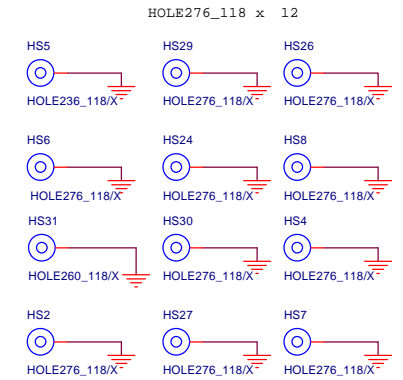 HOLE276_118 x 12
HS5 HS29 HS26
HOLE236_118/X HOLE276_118/X HOLE276_118/X
HS6 HS24 HS8
HOLE276_118/X HOLE276_118/X HOLE276_118/X
HS31 HS30 HS4
HOLE260_118/X HOLE276_118/X HOLE276_118/X
HS2 HS27 HS7
HOLE276_118/X HOLE276_118/X HOLE276_118/X